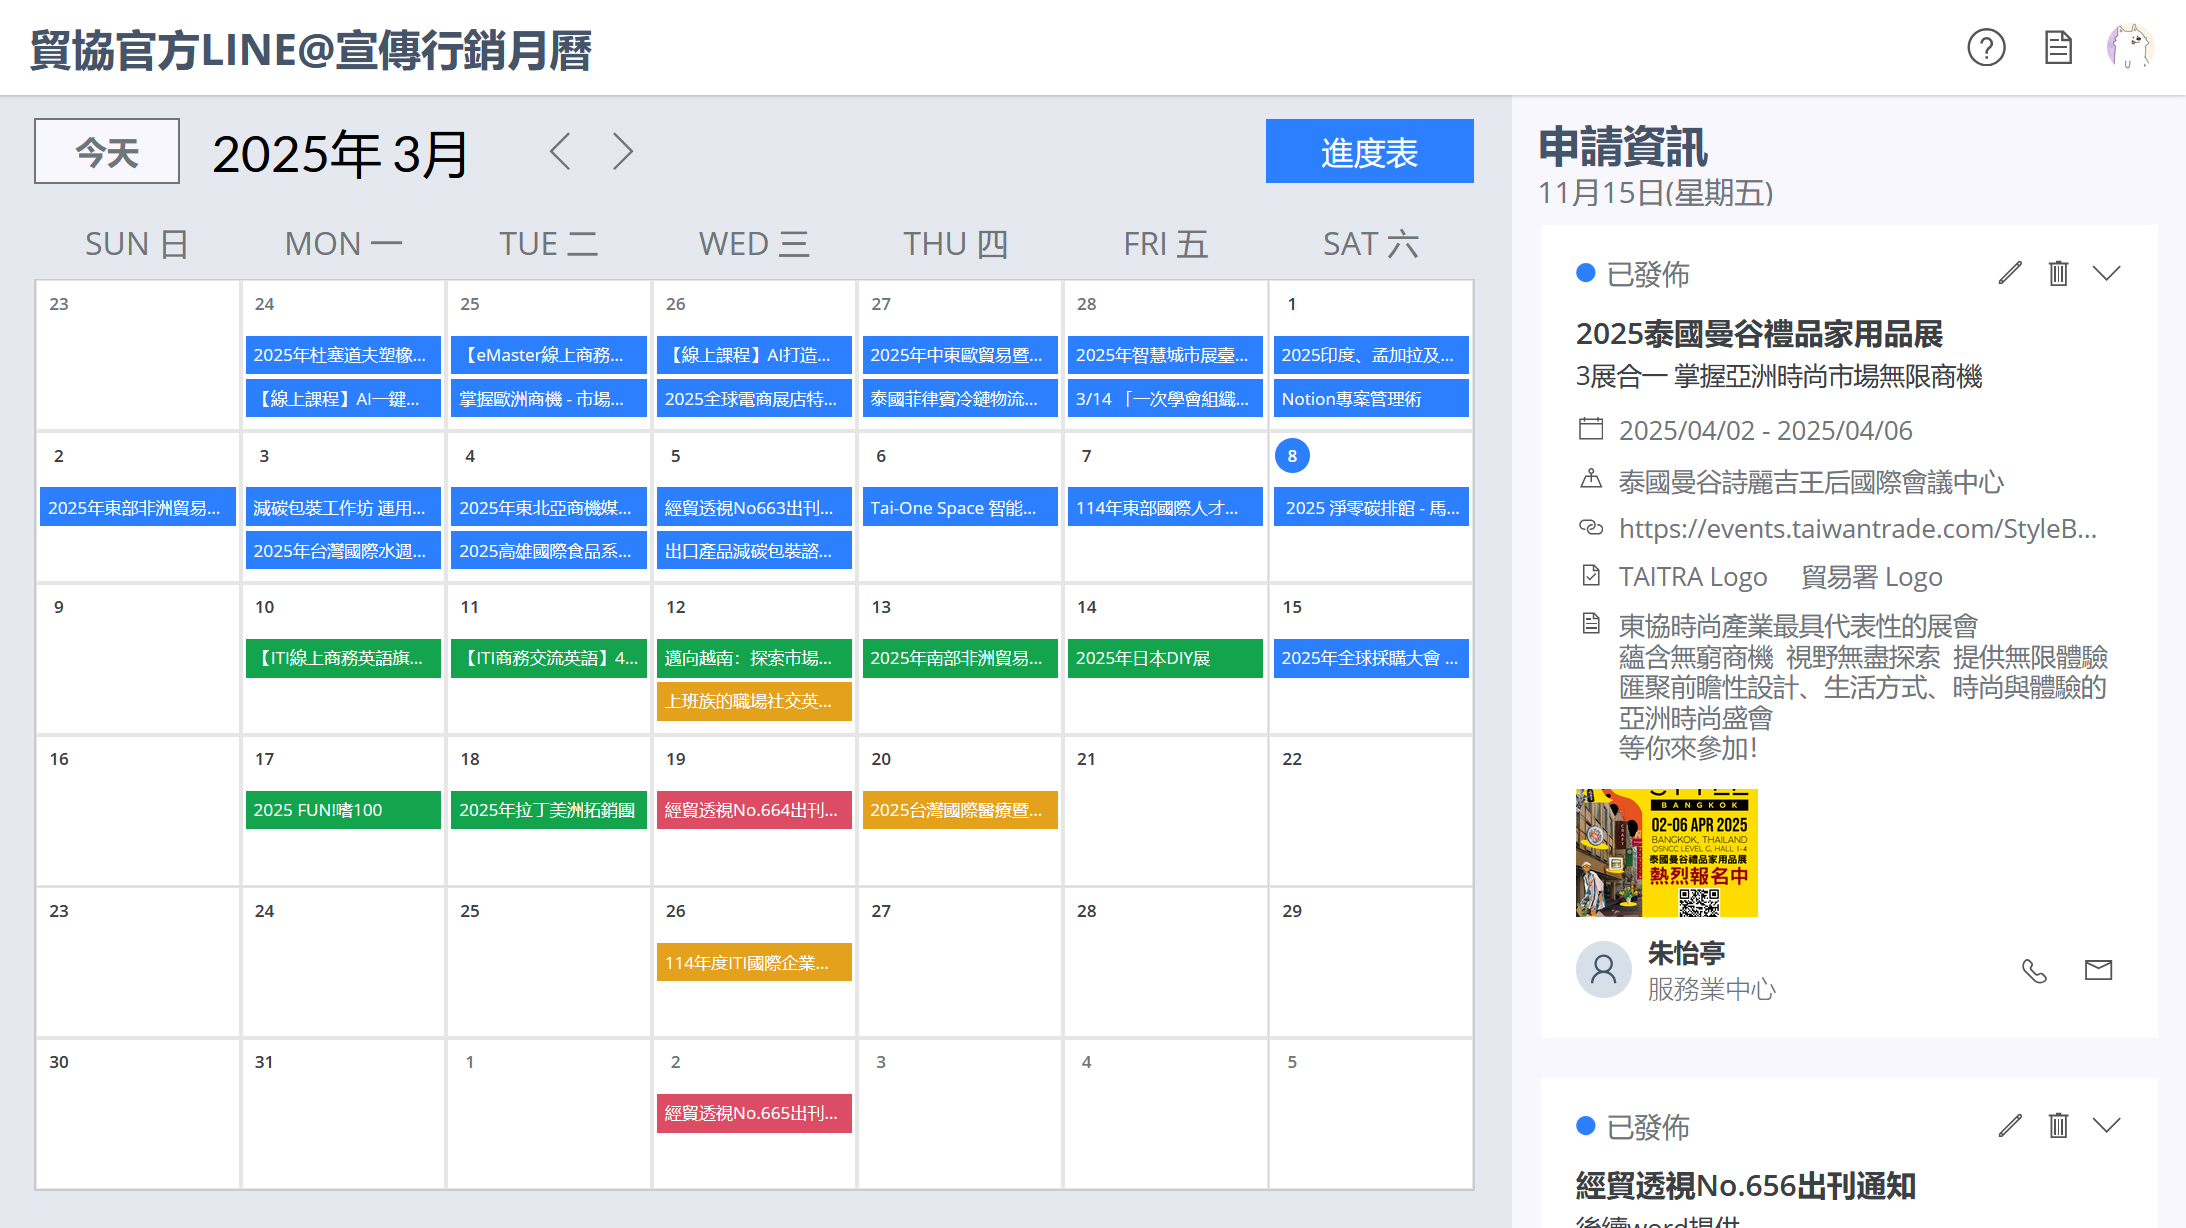 貿協官方LINE@宣傳行銷月曆
今天
2025年 3月
進度表
SUN 日 MON 一 TUE 二 WED 三 THU 四 FRI 五 SAT 六
23 24 25 26 27 28 1
2025年杜塞道夫塑橡... 【eMaster線上商務... 【線上課程】AI打造... 2025年中東歐貿易暨... 2025年智慧城市展臺... 2025印度、孟加拉及...
【線上課程】AI一鍵... 掌握歐洲商機 - 市場... 2025全球電商展店特... 泰國菲律賓冷鏈物流... 3/14 「一次學會組織... Notion專案管理術
2 3 4 5 6 7 8
2025年東部非洲貿易... 減碳包裝工作坊 運用... 2025年東北亞商機媒... 經貿透視No663出刊... Tai-One Space 智能... 114年東部國際人才... 2025 淨零碳排館 - 馬...
2025年台灣國際水週... 2025高雄國際食品系... 出口產品減碳包裝諮...
9 10 11 12 13 14 15
【ITI線上商務英語旗... 【ITI商務交流英語】4... 邁向越南：探索市場... 2025年南部非洲貿易... 2025年日本DIY展 2025年全球採購大會 ...
上班族的職場社交英...
16 17 18 19 20 21 22
2025 FUN!嗜100 2025年拉丁美洲拓銷團 經貿透視No.664出刊... 2025台灣國際醫療暨...
23 24 25 26 27 28 29
114年度ITI國際企業...
30 31 1 2 3 4 5
經貿透視No.665出刊...
申請資訊
11月15日(星期五)
已發佈
2025泰國曼谷禮品家用品展
3展合一 掌握亞洲時尚市場無限商機
2025/04/02 - 2025/04/06
泰國曼谷詩麗吉王后國際會議中心
https://events.taiwantrade.com/StyleB...
TAITRA Logo 貿易署 Logo
東協時尚產業最具代表性的展會
蘊含無窮商機 視野無盡探索 提供無限體驗
匯聚前瞻性設計、生活方式、時尚與體驗的
亞洲時尚盛會
等你來參加！
BANGKOK
02-06 APR 2025
BANGKOK, THAILAND
QSNCC LEVEL G, HALL 1-4
泰國曼谷禮品家用品展
熱烈報名中
朱怡亭
服務業中心
已發佈
經貿透視No.656出刊通知
後續word提供